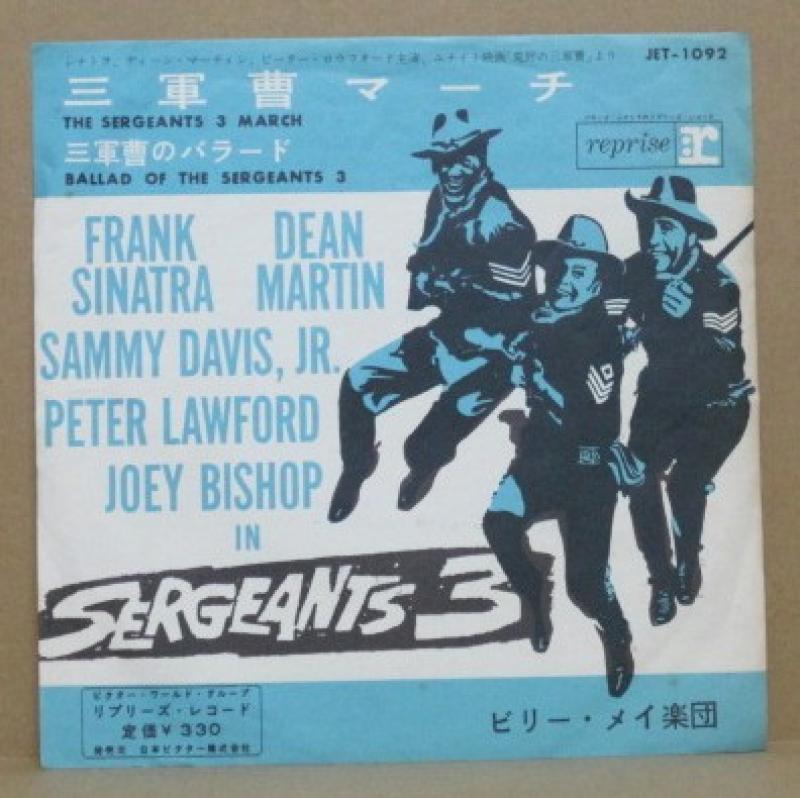 シナトラ、ディーン・マーティン、ピーター・ロウフォード主演、ユナイト映画「荒野の三軍曹」より
JET-1092
三軍曹マーチ
THE SERGEANTS 3 MARCH
三軍曹のバラード
BALLAD OF THE SERGEANTS 3
reprise r
FRANK SINATRA
DEAN MARTIN
SAMMY DAVIS, JR.
PETER LAWFORD
JOEY BISHOP
IN
SERGEANTS 3
ビクター・ワールド・グループ
リプリーズ・レコード
定価¥330
発売元 日本ビクター株式会社
ビリー・メイ楽団